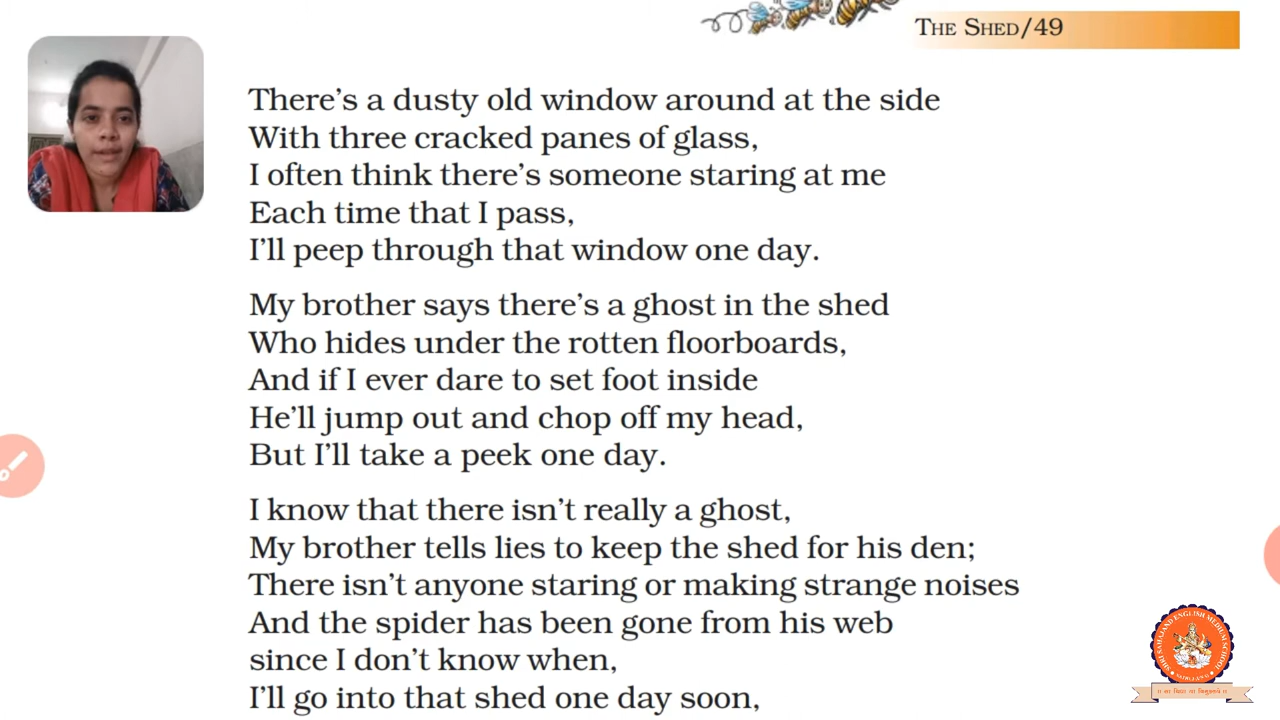 THE SHED/49
There's a dusty old window around at the side
With three cracked panes of glass,
I often think there's someone staring at me
Each time that I pass,
I'll peep through that window one day.
My brother says there's a ghost in the shed
Who hides under the rotten floorboards,
And if I ever dare to set foot inside
He'll jump out and chop off my head,
But I'll take a peek one day.
I know that there isn't really a ghost,
My brother tells lies to keep the shed for his den;
There isn't anyone staring or making strange noises
And the spider has been gone from his web
since I don't know when,
I'll go into that shed one day soon,
SHRI SAHAJANAND ENGLISH MEDIUM SCHOOL